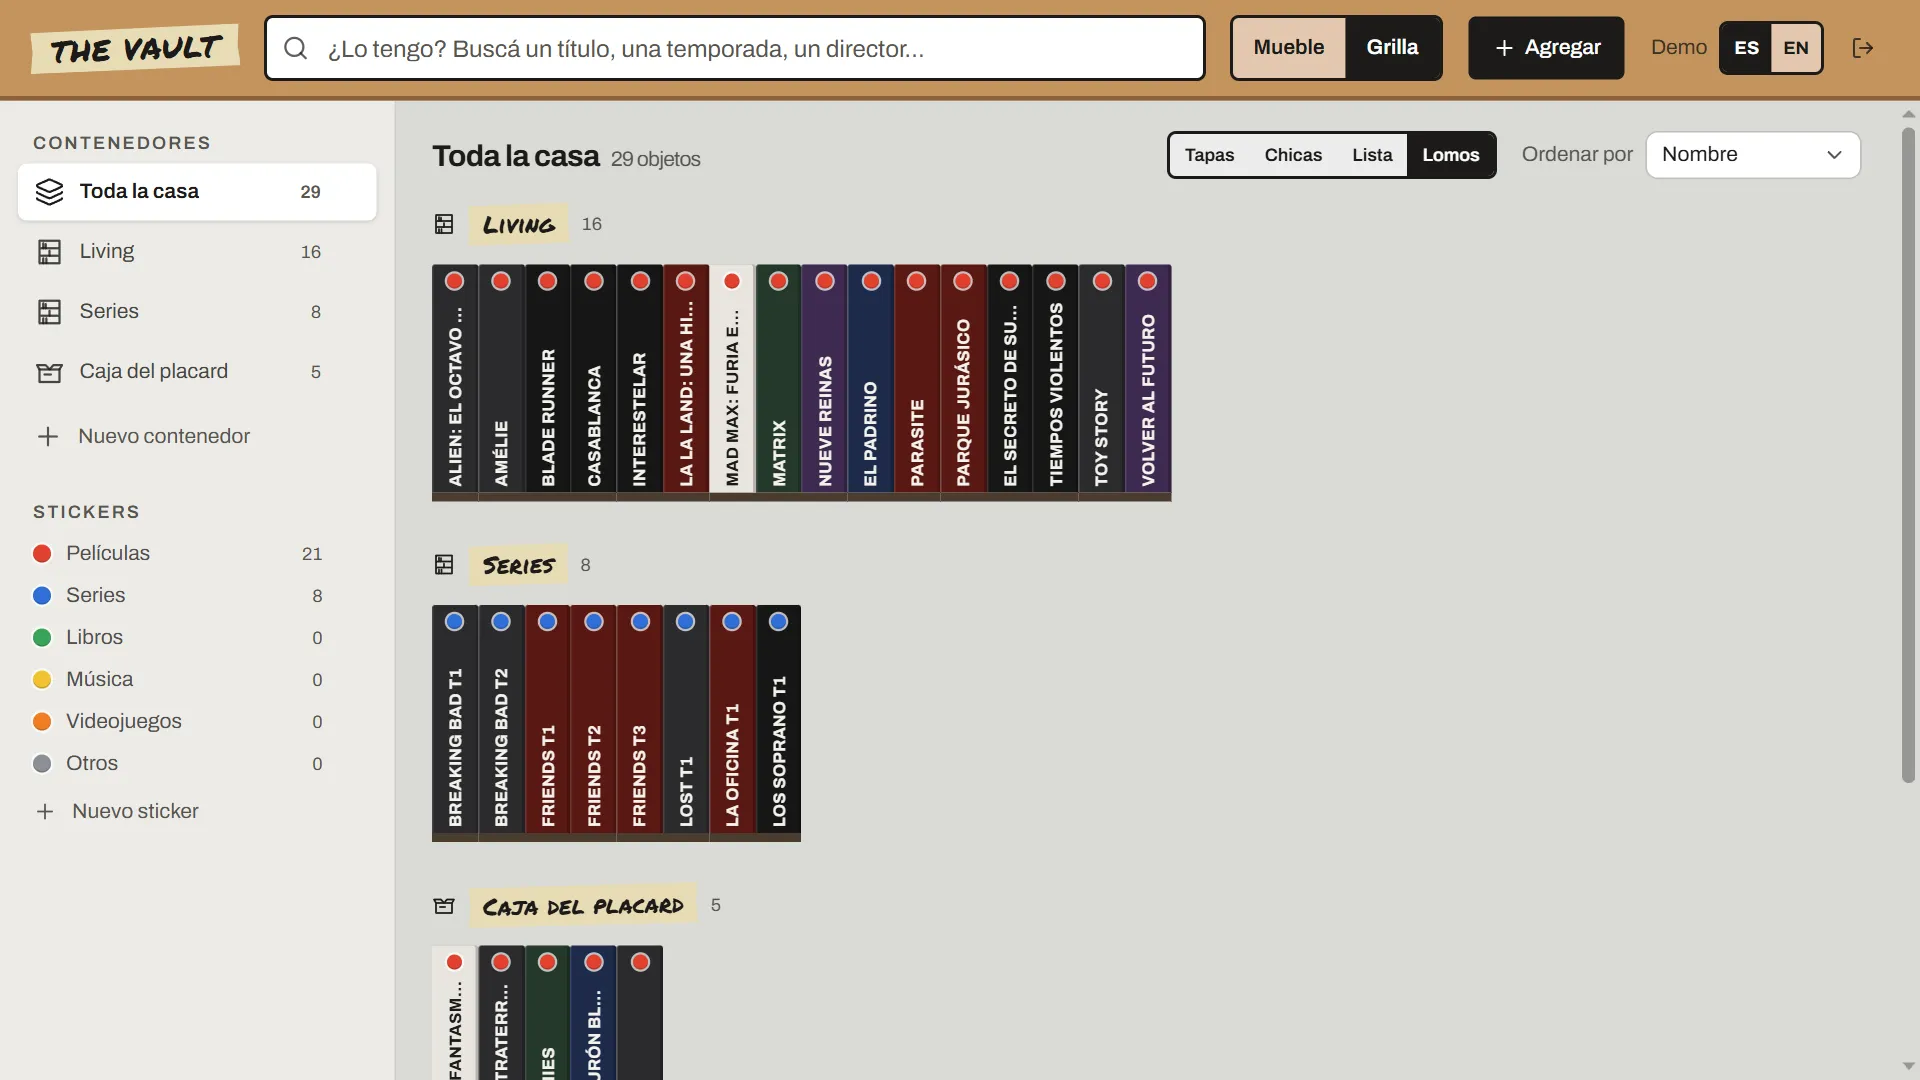 THE VAULT
¿Lo tengo? Buscá un título, una temporada, un director...
Mueble
Grilla
Agregar
Demo
ES
EN
CONTENEDORES
Toda la casa 29
Living 16
Series 8
Caja del placard 5
Nuevo contenedor
STICKERS
Películas 21
Series 8
Libros 0
Música 0
Videojuegos 0
Otros 0
Nuevo sticker
Toda la casa 29 objetos
Tapas
Chicas
Lista
Lomos
Ordenar por
Nombre
LIVING 16
ALIEN: EL OCTAVO ...
AMÉLIE
BLADE RUNNER
CASABLANCA
INTERESTELAR
LA LA LAND: UNA HI...
MAD MAX: FURIA E...
MATRIX
NUEVE REINAS
EL PADRINO
PARASITE
PARQUE JURÁSICO
EL SECRETO DE SU...
TIEMPOS VIOLENTOS
TOY STORY
VOLVER AL FUTURO
SERIES 8
BREAKING BAD T1
BREAKING BAD T2
FRIENDS T1
FRIENDS T2
FRIENDS T3
LOST T1
LA OFICINA T1
LOS SOPRANO T1
CAJA DEL PLACARD 5
FANTASM...
TRATERR...
IES
URÓN BL...